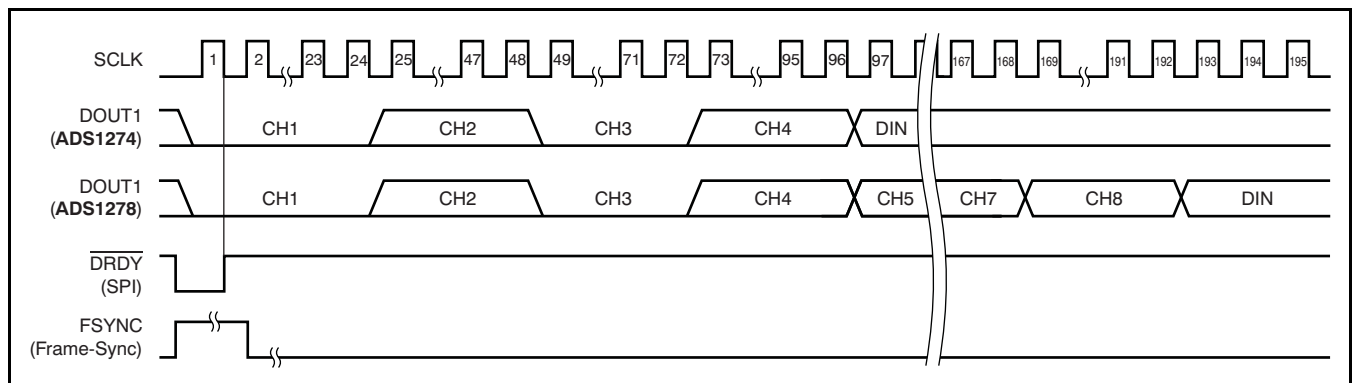 SCLK 1 2 23 24 25 47 48 49 71 72 73 95 96 97 167 168 169 191 192 193 194 195
DOUT1
(ADS1274) CH1 CH2 CH3 CH4 DIN
DOUT1
(ADS1278) CH1 CH2 CH3 CH4 CH5 CH7 CH8 DIN
DRDY
(SPI)
FSYNC
(Frame-Sync)